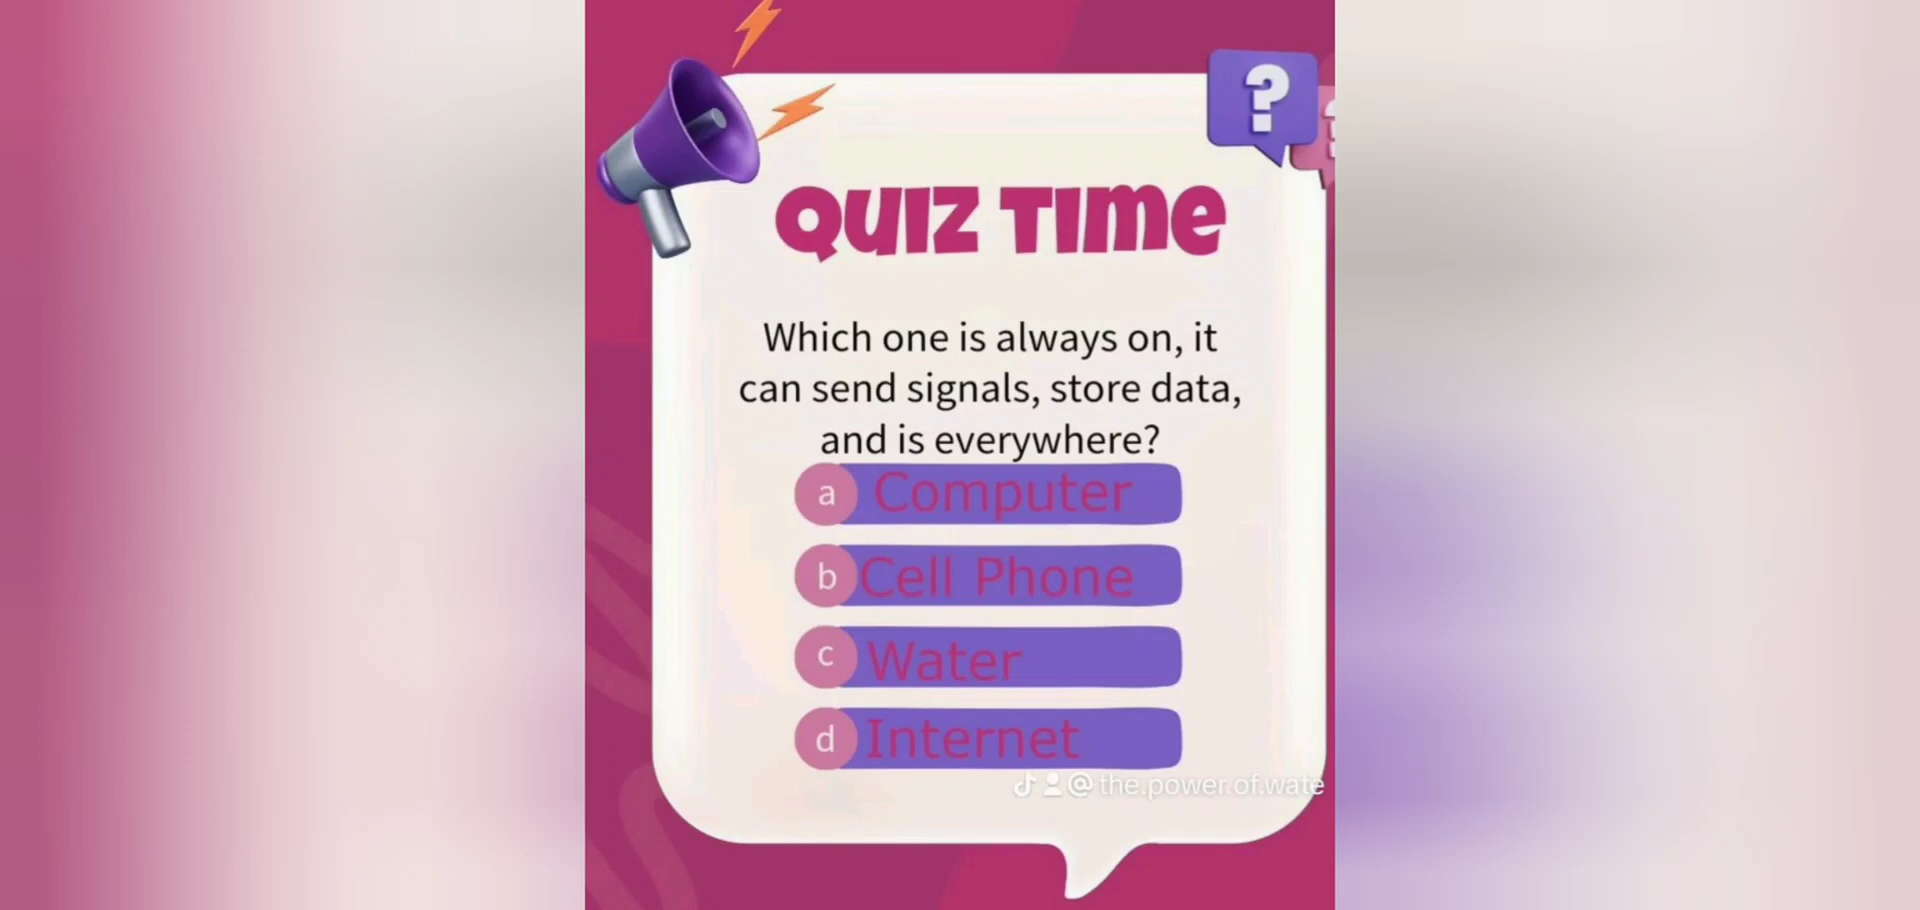 QUIZ TIME
Which one is always on, it
can send signals, store data,
and is everywhere?
a Computer
b Cell Phone
c Water
d Internet
@the.power.of.wate